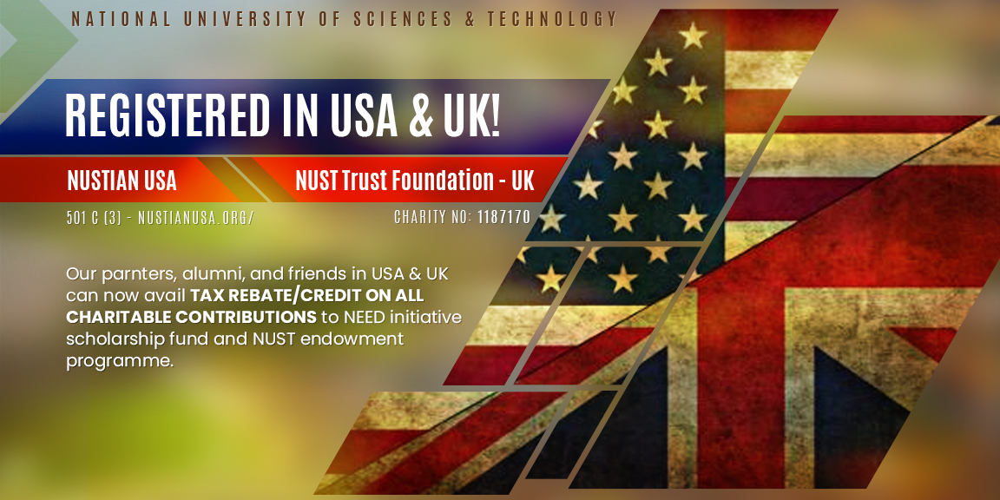 NATIONAL UNIVERSITY OF SCIENCES & TECHNOLOGY
REGISTERED IN USA & UK!
NUSTIAN USA
NUST Trust Foundation - UK
501 C (3) - NUSTIANUSA.ORG/
CHARITY NO: 1187170
Our parnters, alumni, and friends in USA & UK
can now avail TAX REBATE/CREDIT ON ALL
CHARITABLE CONTRIBUTIONS to NEED initiative
scholarship fund and NUST endowment
programme.